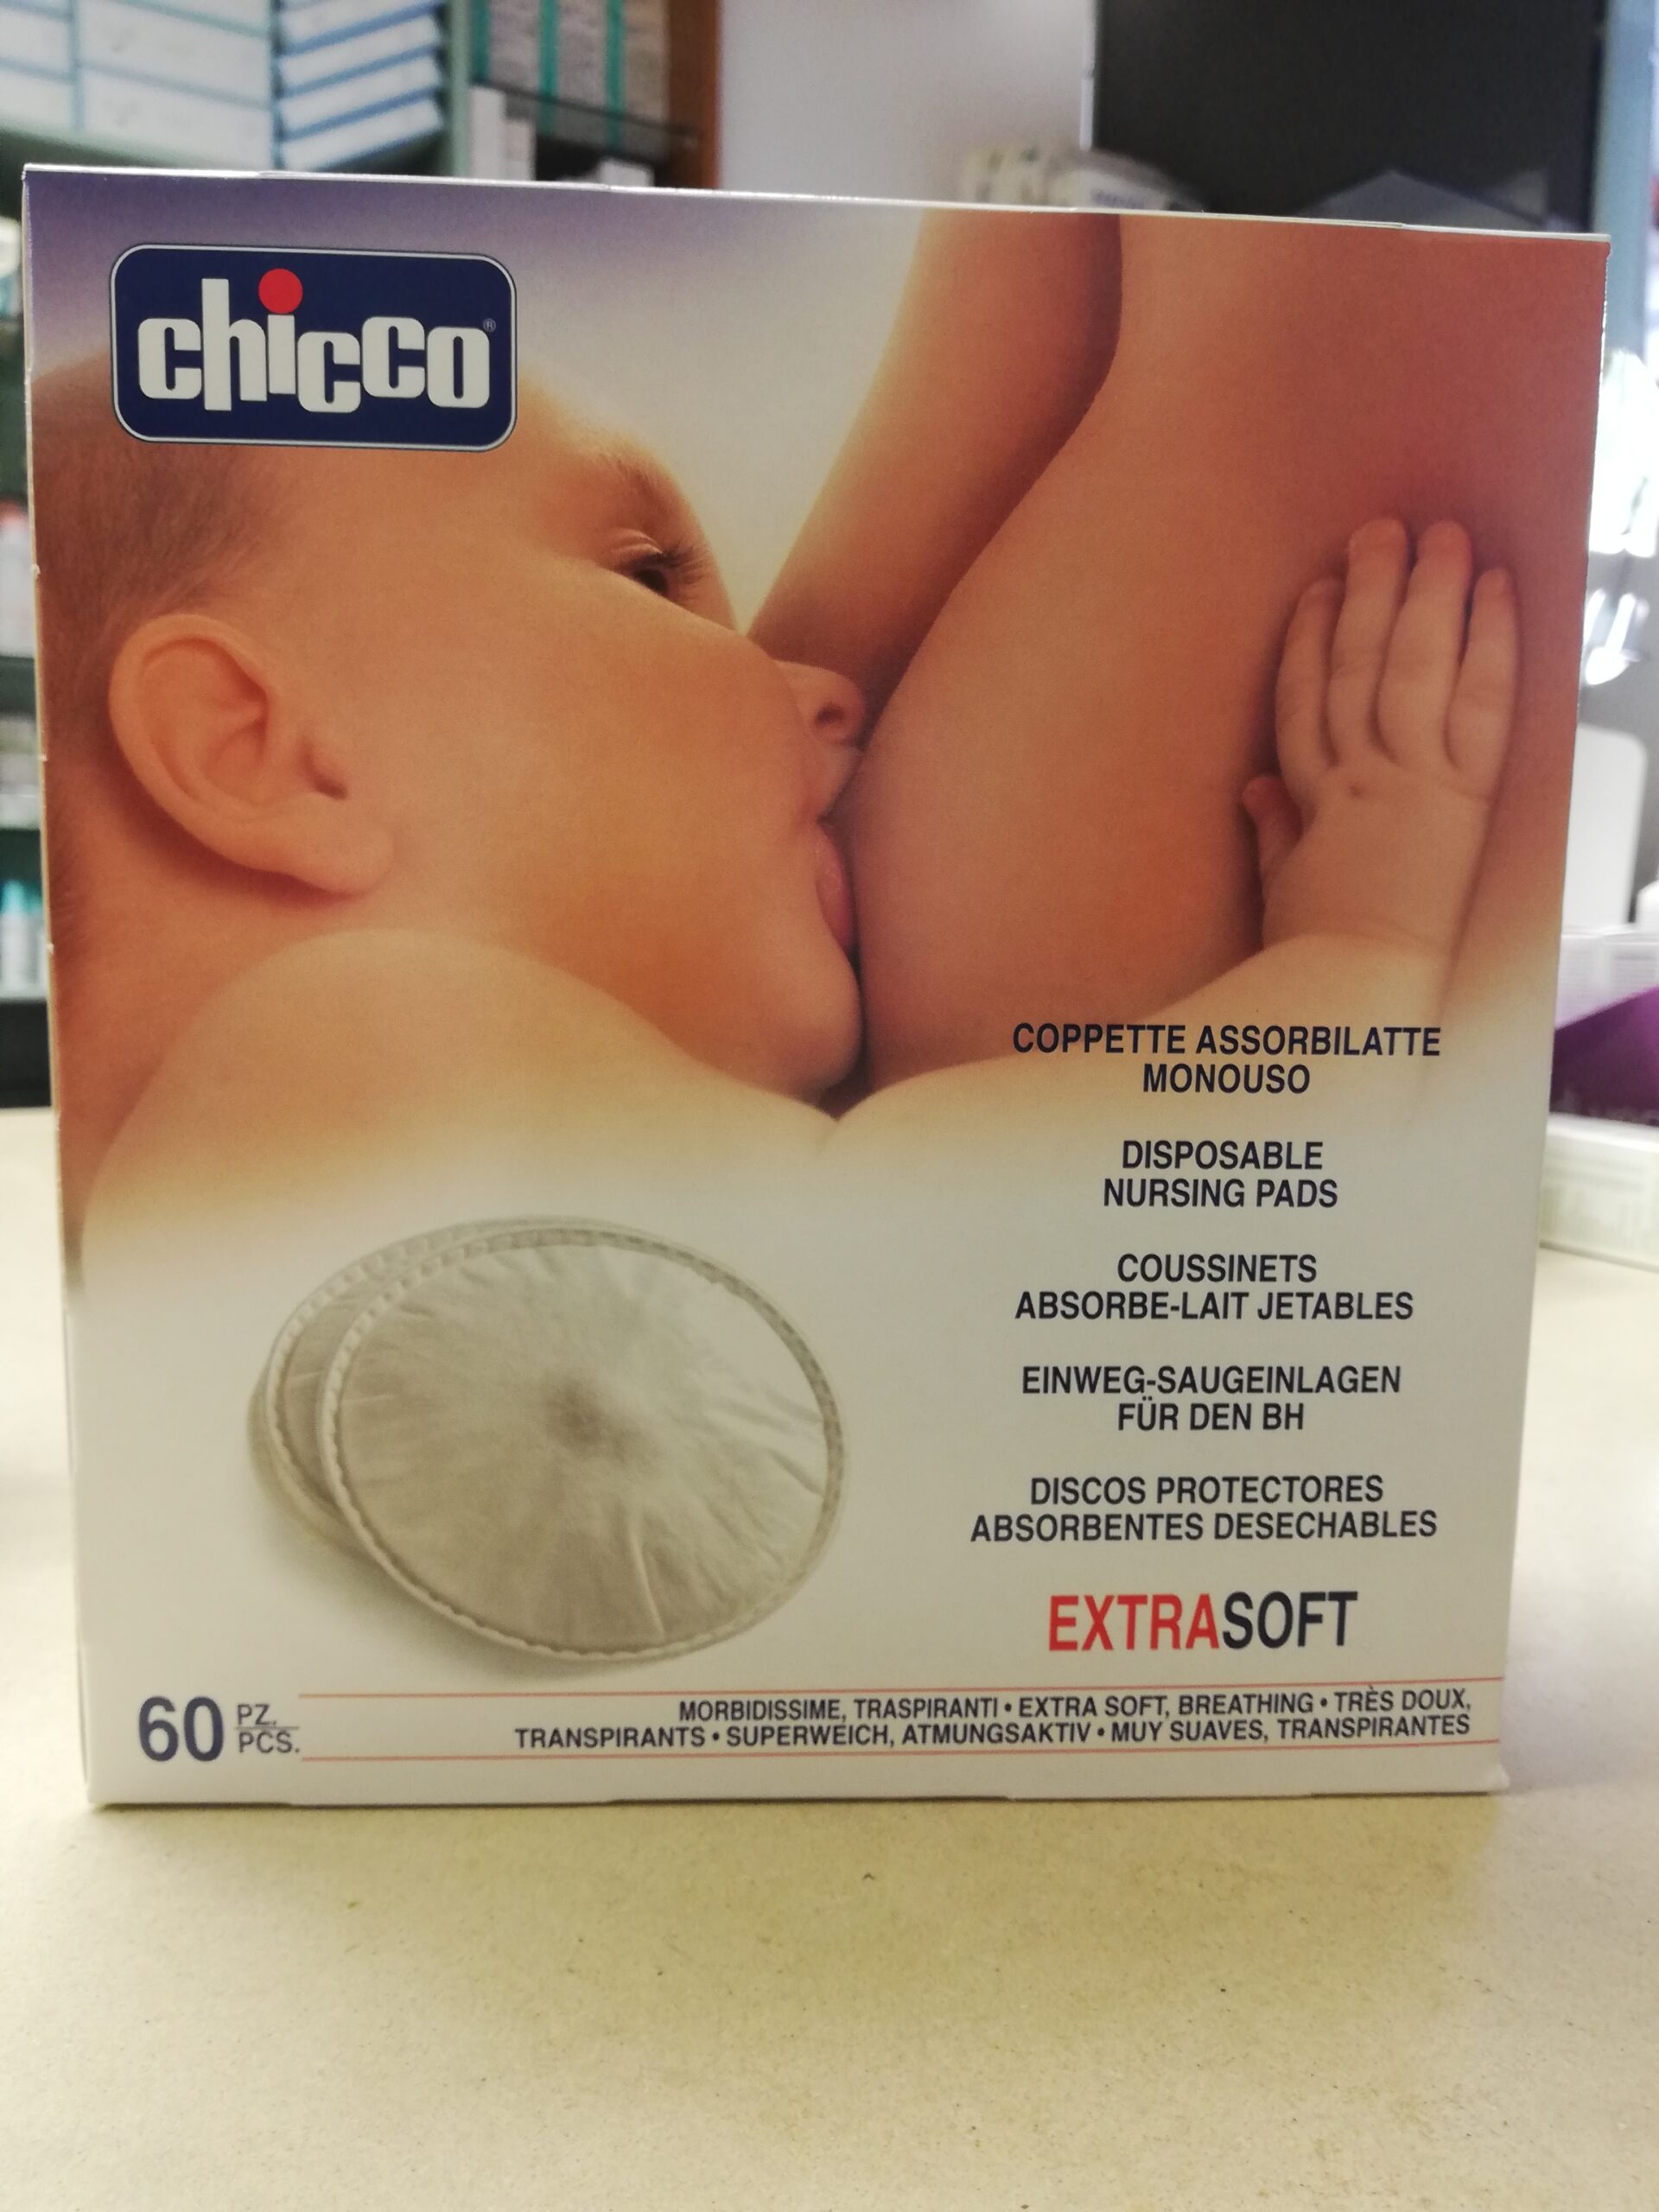 chicco®
COPPETTE ASSORBILATTE
MONOUSO
DISPOSABLE
NURSING PADS
COUSSINETS
ABSORBE-LAIT JETABLES
EINWEG-SAUGEINLAGEN
FÜR DEN BH
DISCOS PROTECTORES
ABSORBENTES DESECHABLES
EXTRASOFT
60 PZ.
PCS.
MORBIDISSIME, TRASPIRANTI • EXTRA SOFT, BREATHING • TRÈS DOUX,
TRANSPIRANTS • SUPERWEICH, ATMUNGSAKTIV • MUY SUAVES, TRANSPIRANTES